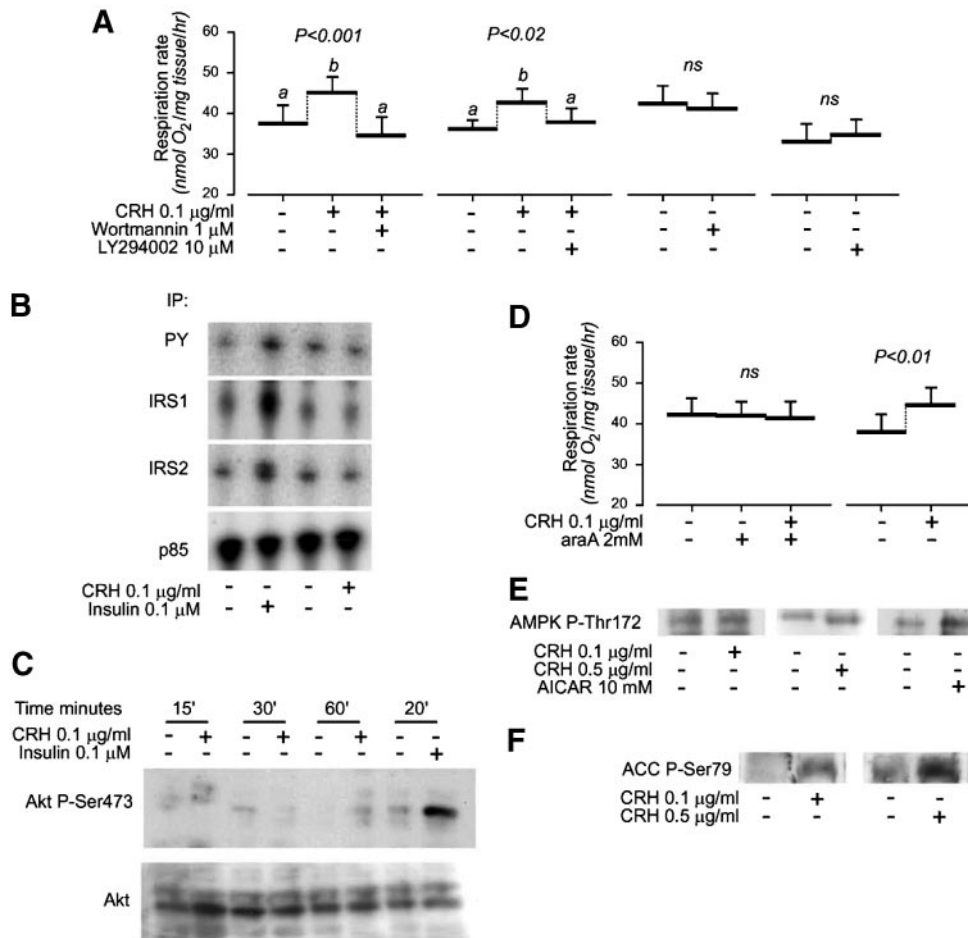 A
Respiration rate
(nmol O2/mg tissue/hr)
60
50
40
30
20
P<0.001
a b a
P<0.02
a b a
ns
ns
CRH 0.1 µg/ml - + + - + + - - - -
Wortmannin 1 µM - - + - - - - + - -
LY294002 10 µM - - - - - + - - - +
B
IP:
PY
IRS1
IRS2
p85
CRH 0.1 µg/ml - - - +
Insulin 0.1 µM - + - -
C
Time minutes 15' 30' 60' 20'
CRH 0.1 µg/ml - + - + - + - -
Insulin 0.1 µM - - - - - - - +
Akt P-Ser473
Akt
D
Respiration rate
(nmol O2/mg tissue/hr)
60
50
40
30
20
ns
P<0.01
CRH 0.1 µg/ml - - + - +
araA 2mM - + + - -
E
AMPK P-Thr172
CRH 0.1 µg/ml - + - - - -
CRH 0.5 µg/ml - - - + - -
AICAR 10 mM - - - - - +
F
ACC P-Ser79
CRH 0.1 µg/ml - + - -
CRH 0.5 µg/ml - - - +